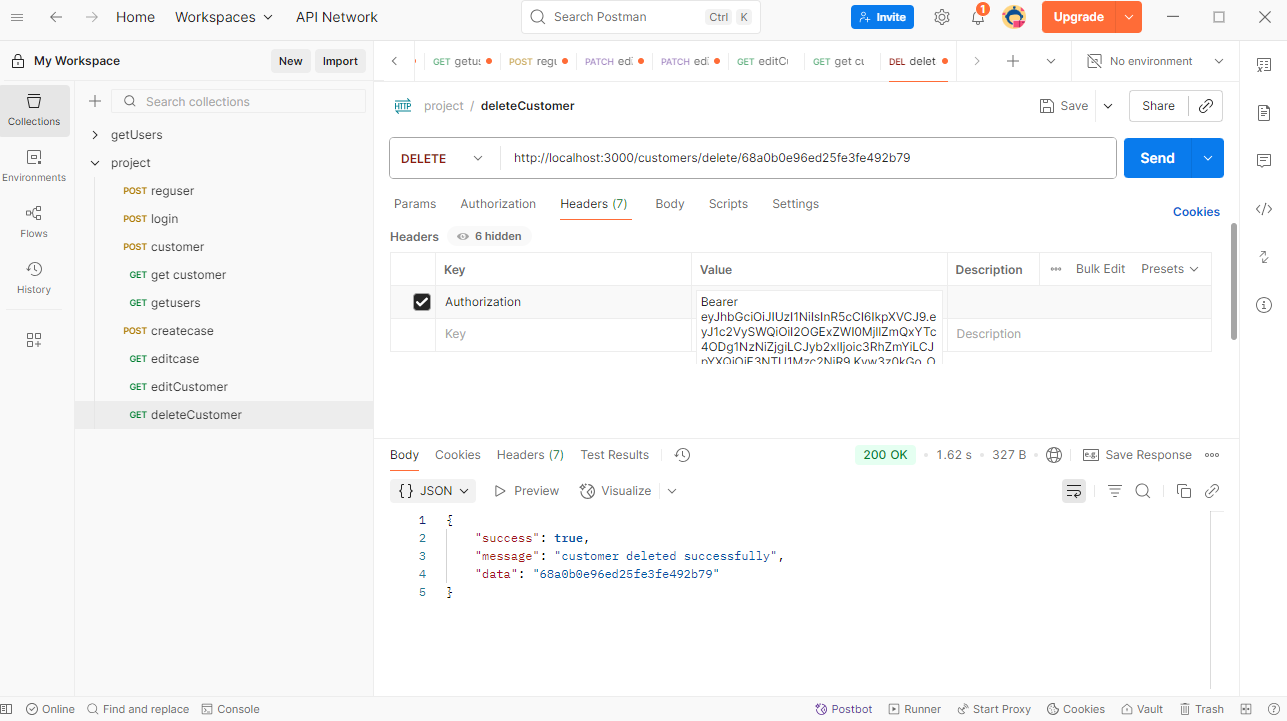 Home
Workspaces
API Network
Search Postman
Ctrl K
Invite
1
Upgrade
My Workspace
New
Import
GET getus
POST regu
PATCH edi
PATCH edi
GET editCu
GET get cu
DEL delet
No environment
Collections
Environments
Flows
History
Search collections
getUsers
project
POST reguser
POST login
POST customer
GET get customer
GET getusers
POST createcase
GET editcase
GET editCustomer
GET deleteCustomer
HTTP
project / deleteCustomer
Save
Share
DELETE
http://localhost:3000/customers/delete/68a0b0e96ed25fe3fe492b79
Send
Params
Authorization
Headers (7)
Body
Scripts
Settings
Cookies
Headers
6 hidden
Key
Value
Description
Bulk Edit
Presets
Authorization
Bearer
Key
Description
Body
Cookies
Headers (7)
Test Results
200 OK
1.62 s
327 B
e.g.
Save Response
{} JSON
Preview
Visualize
1 {
2 "success": true,
3 "message": "customer deleted successfully",
4 "data": "68a0b0e96ed25fe3fe492b79"
5 }
Online
Find and replace
Console
Postbot
Runner
Start Proxy
Cookies
Vault
Trash